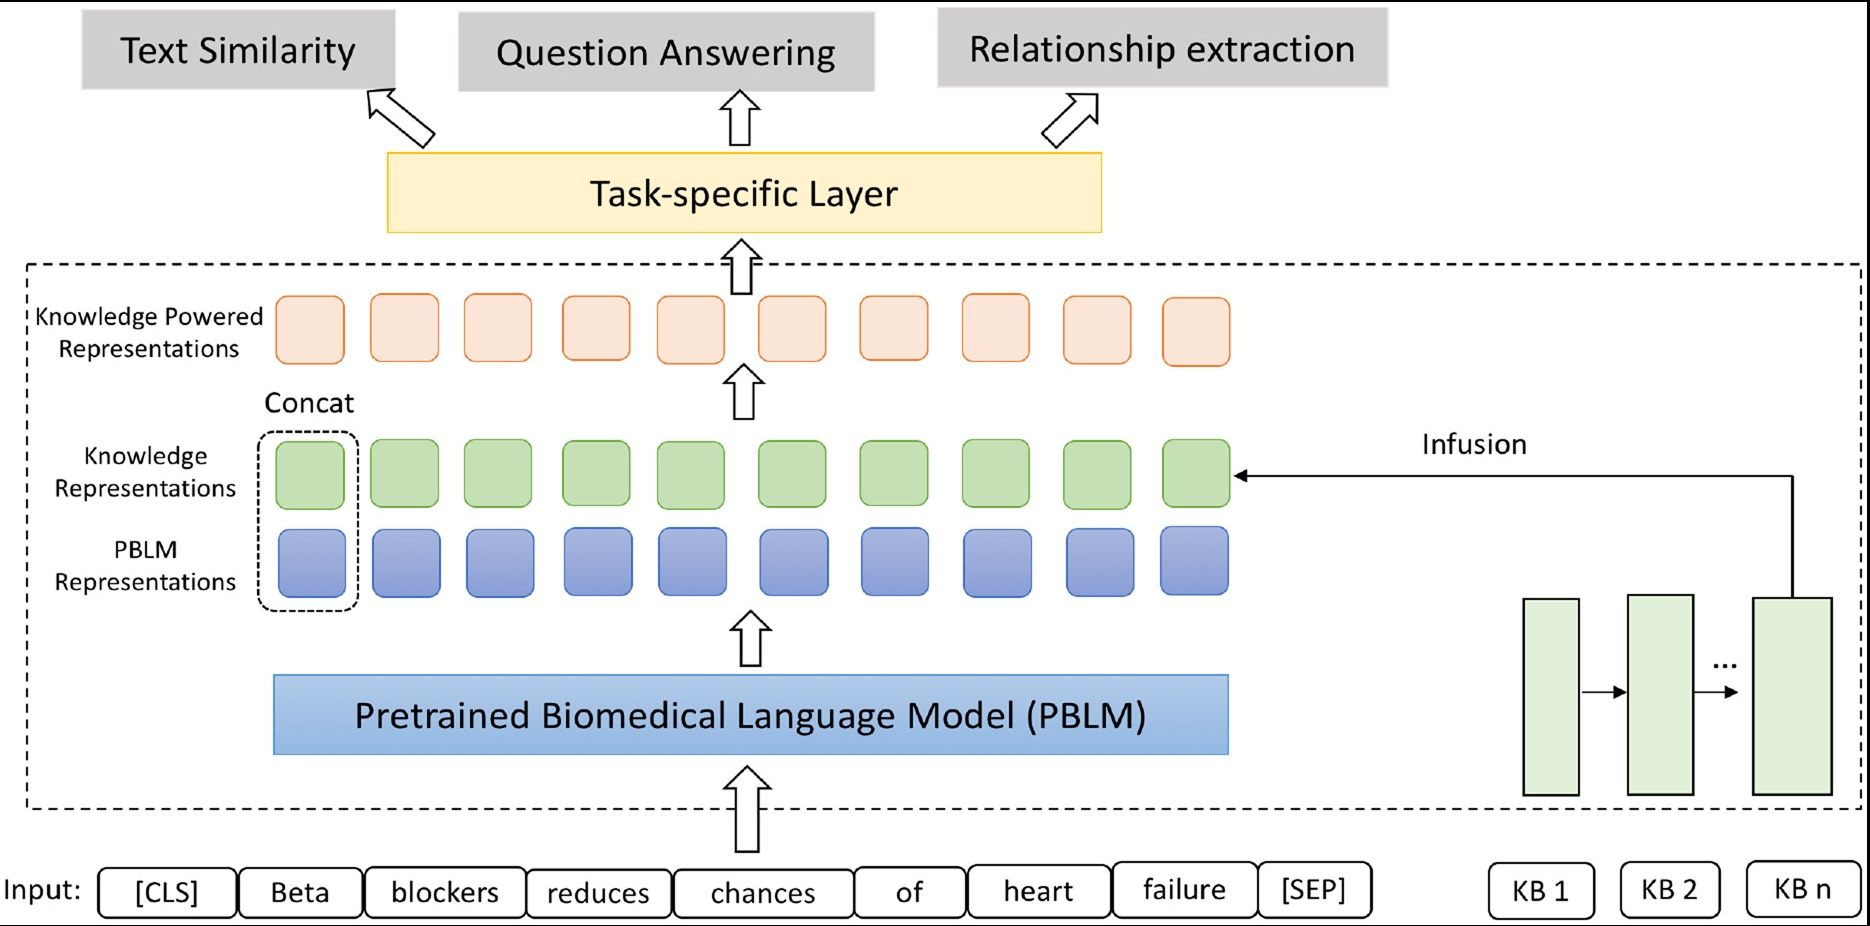 Text Similarity
Question Answering
Relationship extraction
Task-specific Layer
Knowledge Powered
Representations
Concat
Knowledge
Representations
Infusion
PBLM
Representations
...
Pretrained Biomedical Language Model (PBLM)
Input: [CLS] Beta blockers reduces chances of heart failure [SEP] KB 1 KB 2 KB n